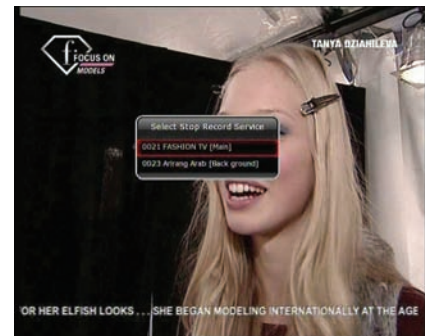 FOCUS ON
MODELS
TANYA DZIAHILEVA
Select Stop Record Service
0021 FASHION TV [Main]
0023 Arirang Arab [Back ground]
OR HER ELFISH LOOKS . . . SHE BEGAN MODELING INTERNATIONALLY AT THE AGE